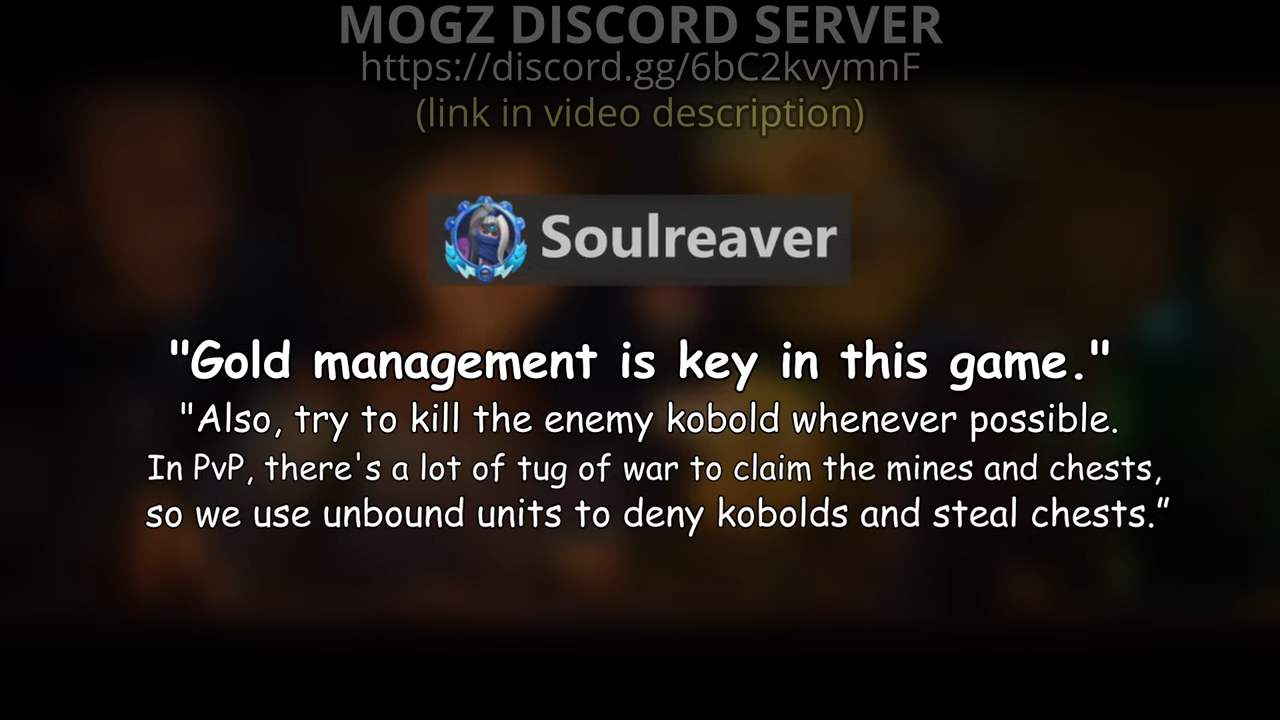 MOGZ DISCORD SERVER
https://discord.gg/6bC2kvymnF
(link in video description)
Soulreaver
"Gold management is key in this game."
"Also, try to kill the enemy kobold whenever possible.
In PvP, there's a lot of tug of war to claim the mines and chests,
so we use unbound units to deny kobolds and steal chests.”